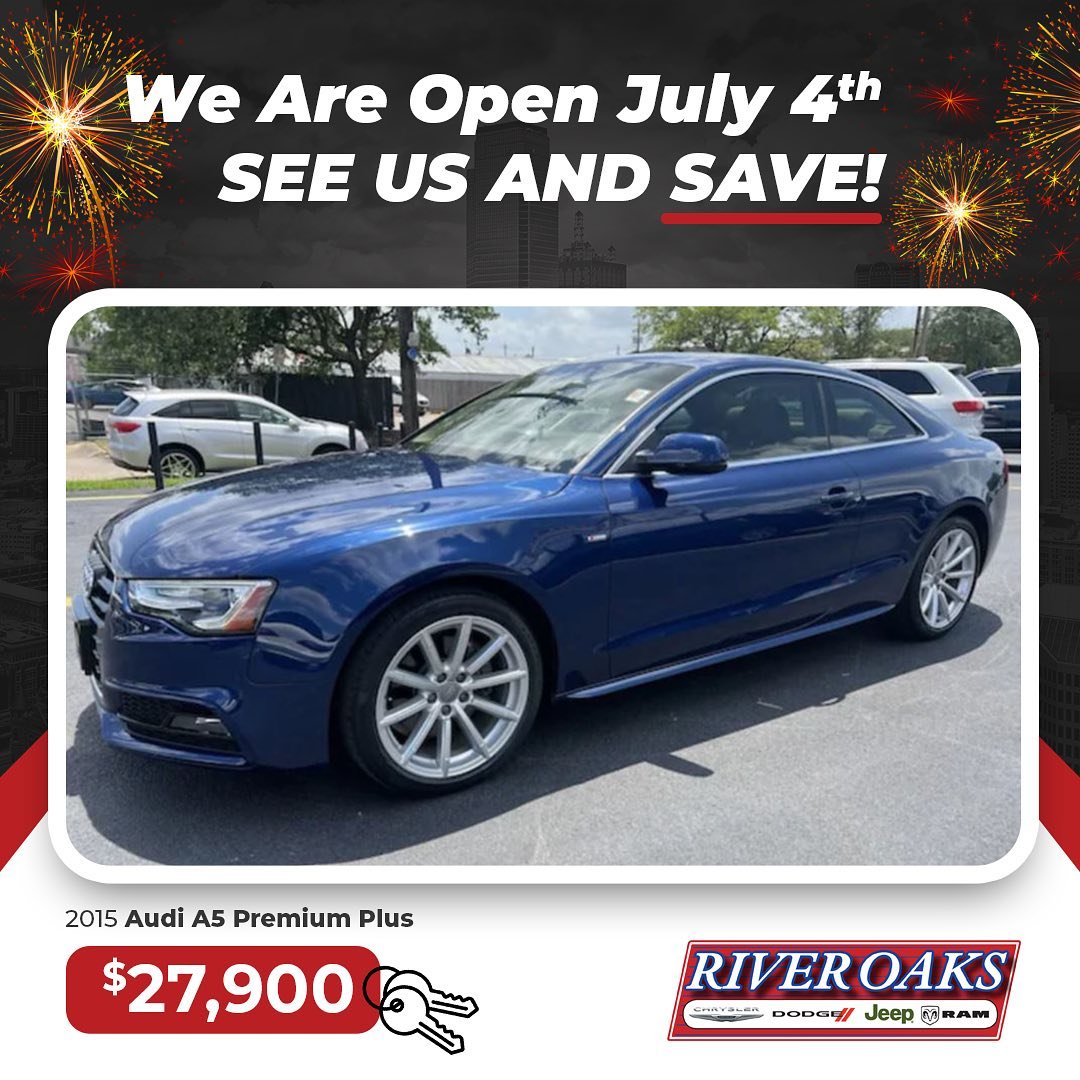 We Are Open July 4th
SEE US AND SAVE!
2015 Audi A5 Premium Plus
$27,900
RIVER OAKS
CHRYSLER DODGE Jeep RAM